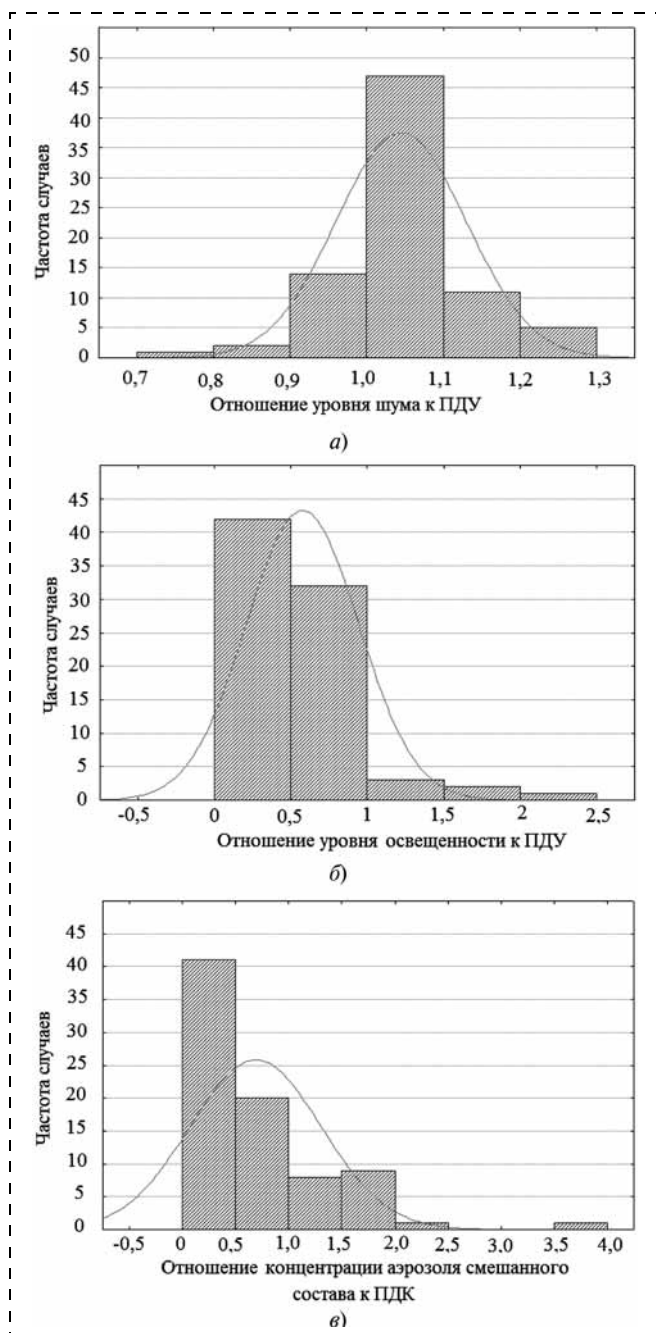 50
45
40
35
30
25
20
15
10
5
0
Частота случаев
0,7 0,8 0,9 1,0 1,1 1,2 1,3
Отношение уровня шума к ПДУ
а)
45
40
35
30
25
20
15
10
5
0
Частота случаев
-0,5 0 0,5 1 1,5 2 2,5
Отношение уровня освещенности к ПДУ
б)
45
40
35
30
25
20
15
10
5
0
Частота случаев
-0,5 0 0,5 1,0 1,5 2,0 2,5 3.0 3.5 4,0
Отношение концентрации аэрозоля смешанного
состава к ПДК
в)